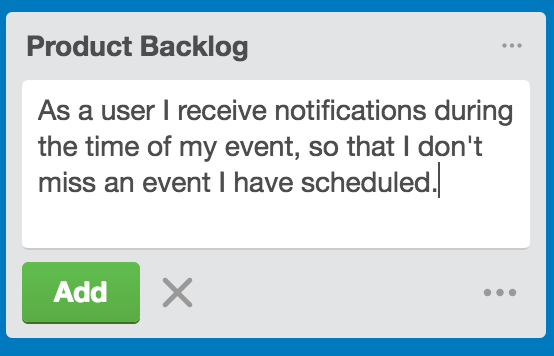 Product Backlog
As a user I receive notifications during
the time of my event, so that I don't
miss an event I have scheduled.
Add